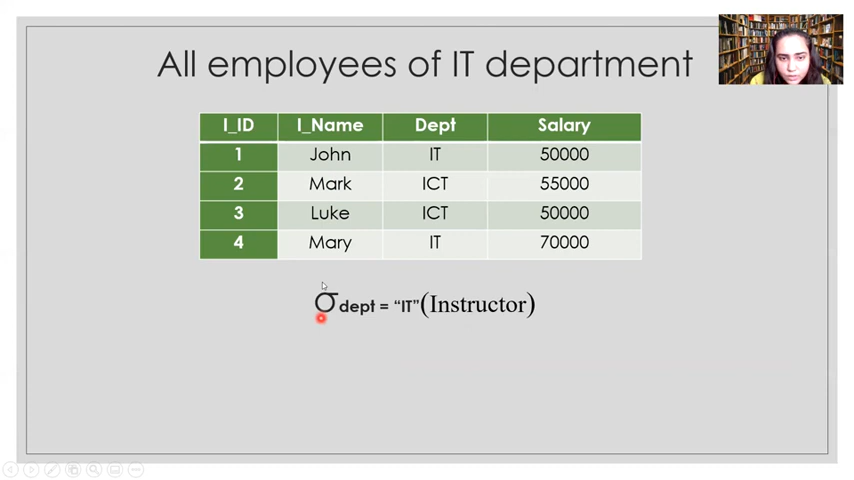 All employees of IT department
I_ID I_Name Dept Salary
1 John IT 50000
2 Mark ICT 55000
3 Luke ICT 50000
4 Mary IT 70000
σ dept = “IT”(Instructor)